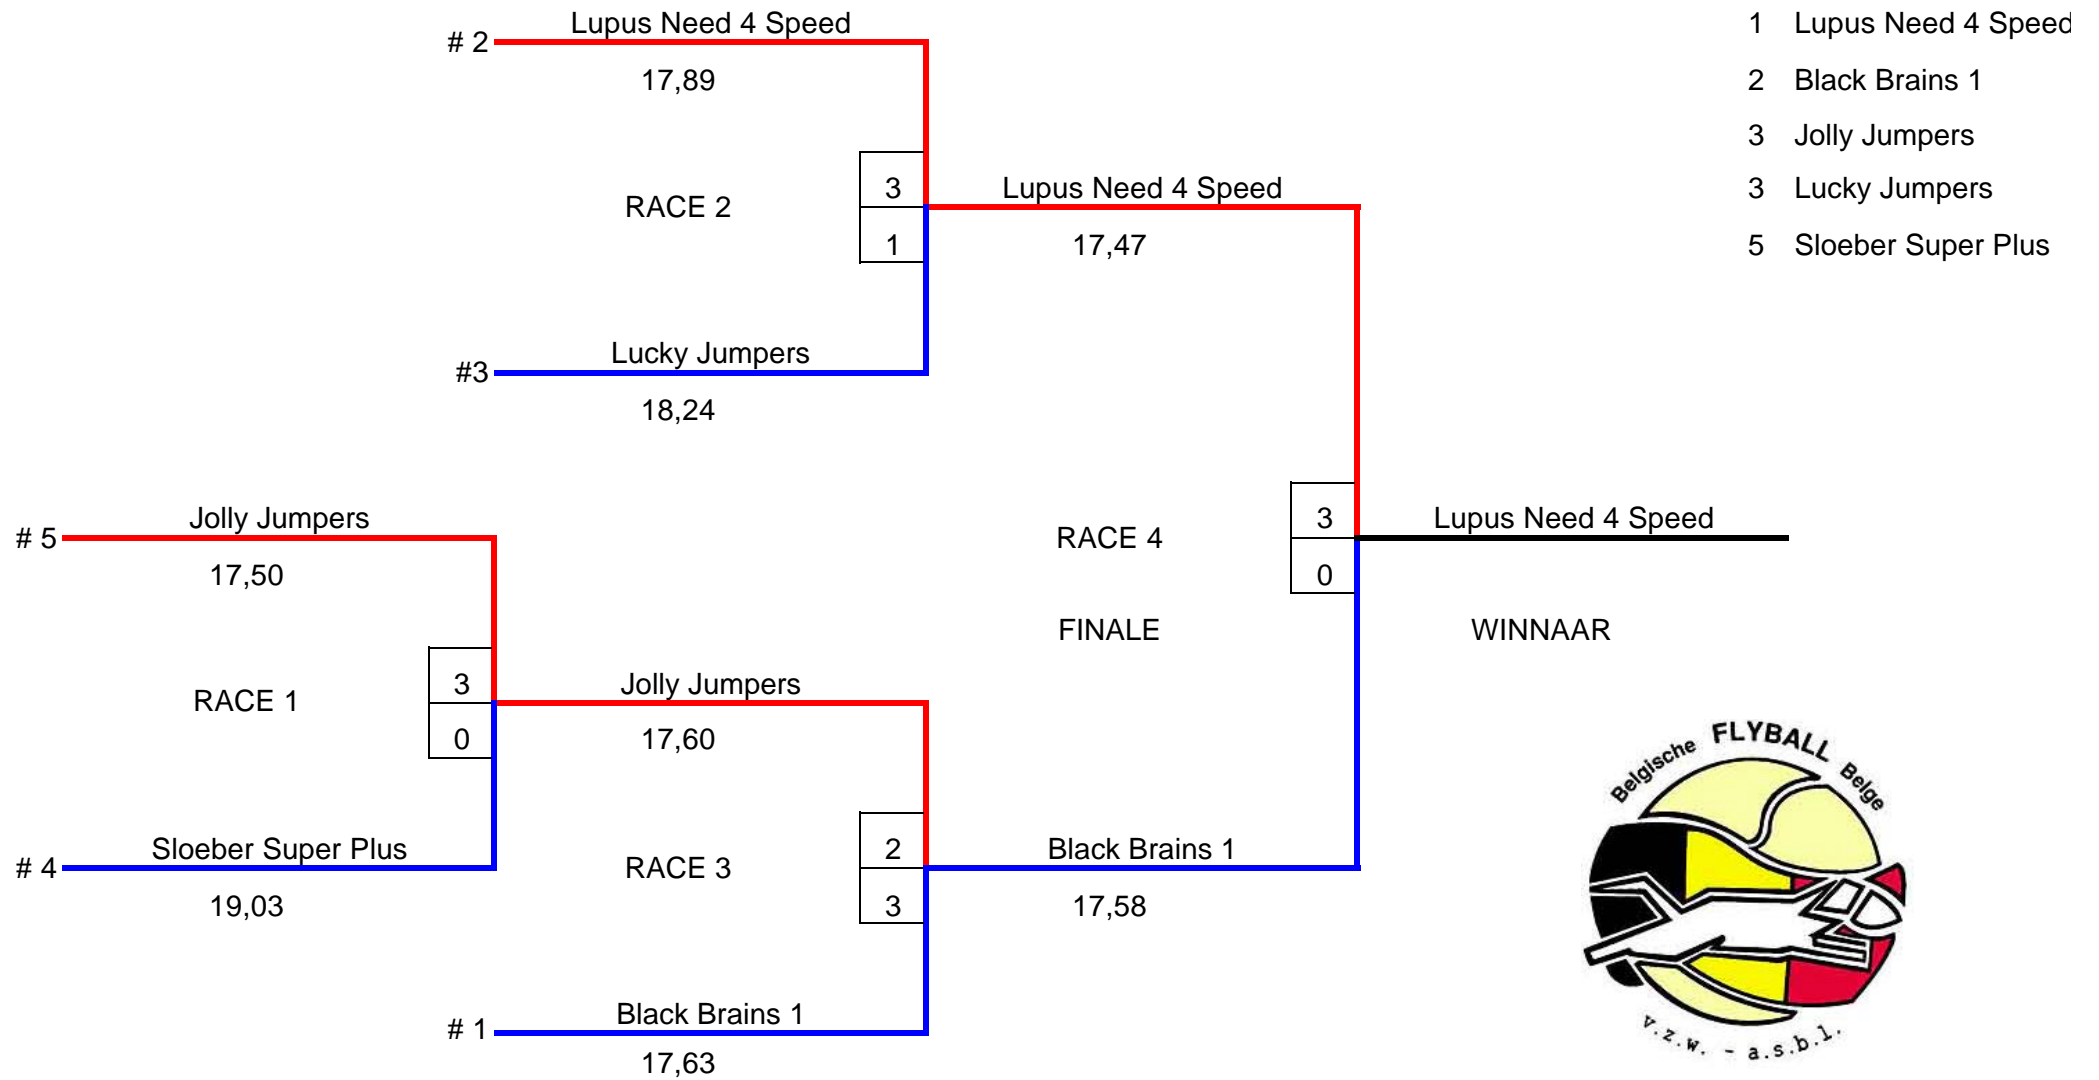 Lupus Need 4 Speed
# 2
17,89
1 Lupus Need 4 Speed
2 Black Brains 1
3 Jolly Jumpers
3 Lucky Jumpers
5 Sloeber Super Plus
3
RACE 2
1
Lupus Need 4 Speed
17,47
Lucky Jumpers
#3
18,24
Jolly Jumpers
# 5
17,50
3
RACE 4
0
Lupus Need 4 Speed
FINALE
WINNAAR
3
RACE 1
0
Jolly Jumpers
17,60
Sloeber Super Plus
# 4
19,03
2
RACE 3
3
Black Brains 1
17,58
Black Brains 1
# 1
17,63
Belgische FLYBALL Belge
v.z.w. - a.s.b.l.